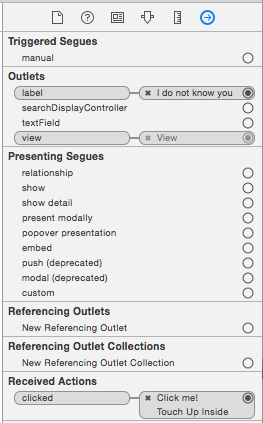 Triggered Segues
manual
Outlets
label ✖ I do not know you
searchDisplayController
textField
view ✖ View
Presenting Segues
relationship
show
show detail
present modally
popover presentation
embed
push (deprecated)
modal (deprecated)
custom
Referencing Outlets
New Referencing Outlet
Referencing Outlet Collections
New Referencing Outlet Collection
Received Actions
clicked ✖ Click me!
Touch Up Inside